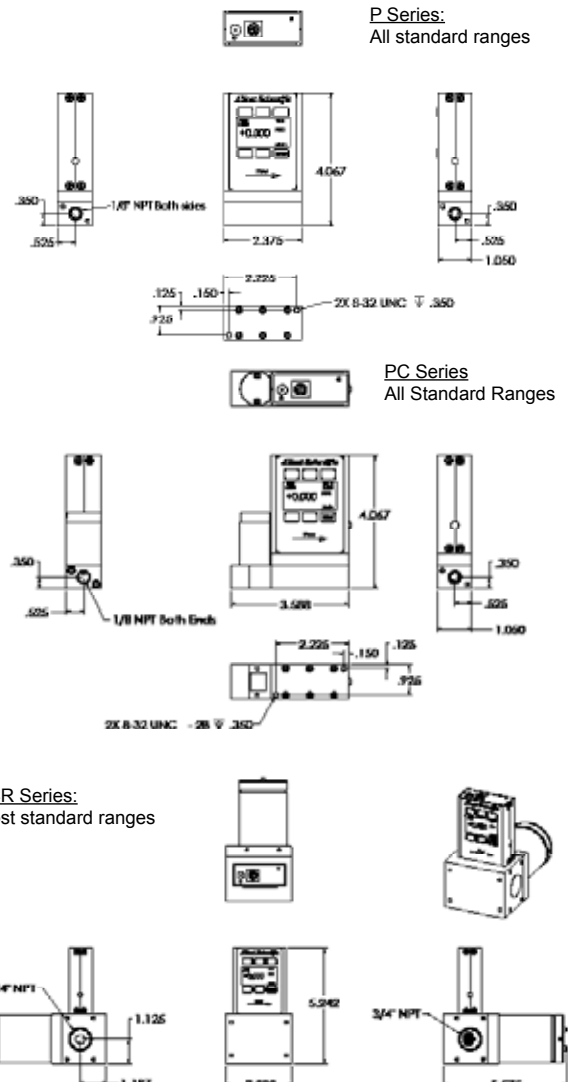 P Series:
All standard ranges
+0.000
4.067
.350
1/8" NPT Both sides
.525
2.375
.350
.525
1.050
2.225
.125
.150
2X 8-32 UNC ↧ .350
.925
PC Series
All Standard Ranges
+0.000
4.067
.350
.525
1/8 NPT Both Ends
3.588
.350
.525
1.050
2.225
.125
.150
.925
2X 8-32 UNC - 2B ↧ .350
R Series:
st standard ranges
4" NPT
1.125
5.242
3/4" NPT